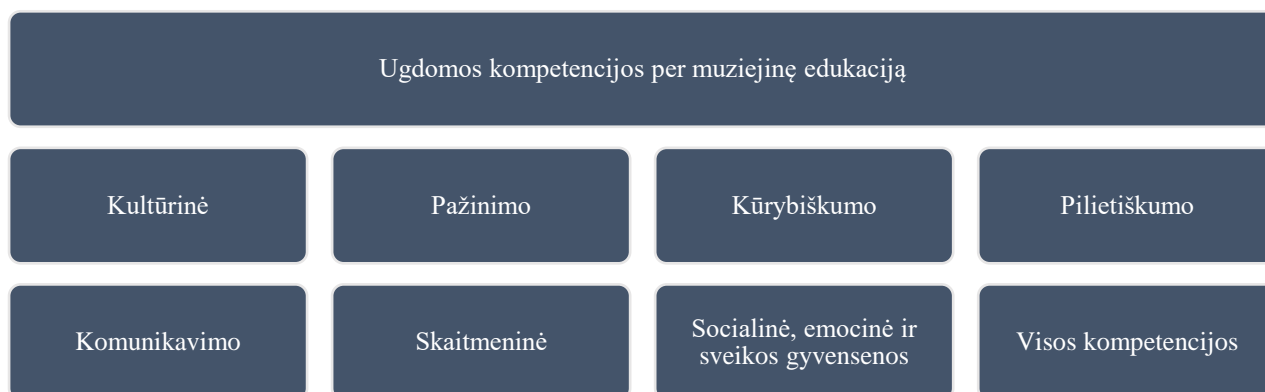 Ugdomos kompetencijos per muziejinę edukaciją
Kultūrinė
Pažinimo
Kūrybiškumo
Pilietiškumo
Komunikavimo
Skaitmeninė
Socialinė, emocinė ir
sveikos gyvensenos
Visos kompetencijos